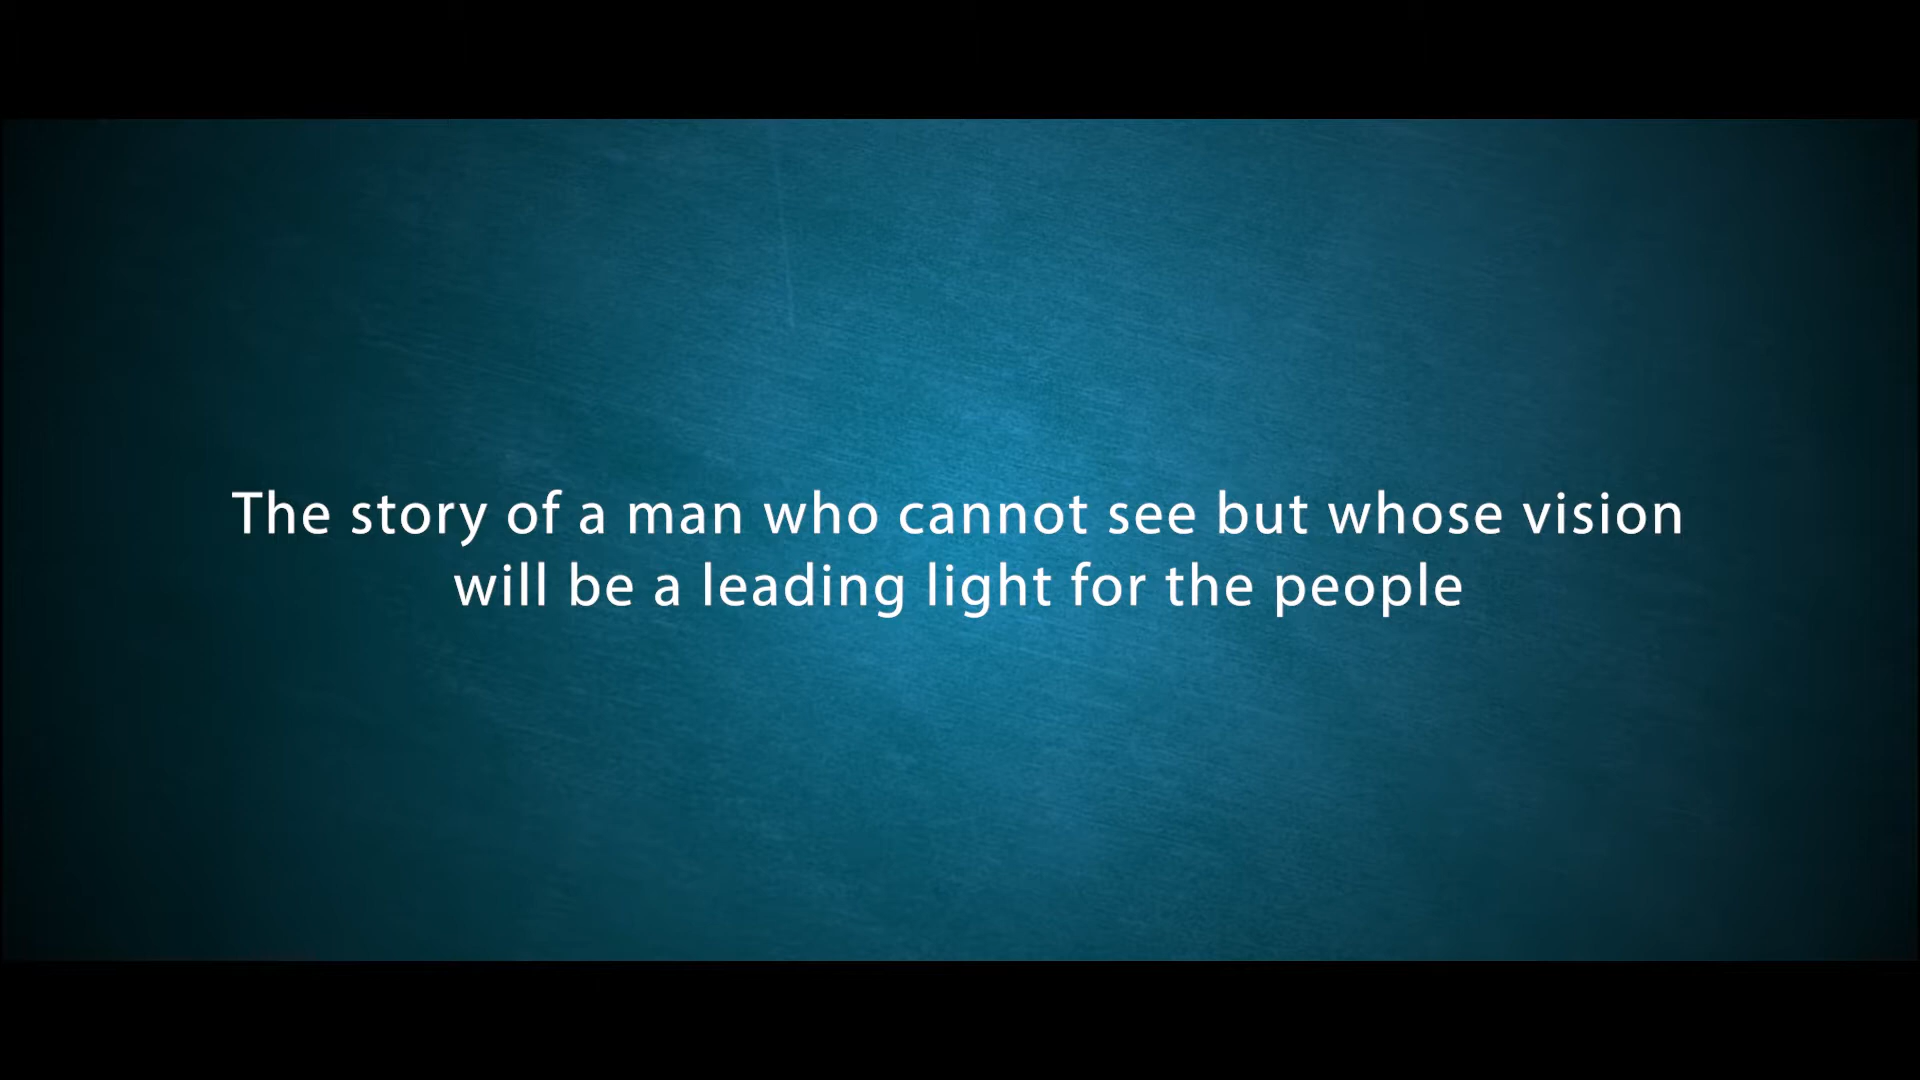 The story of a man who cannot see but whose vision
will be a leading light for the people